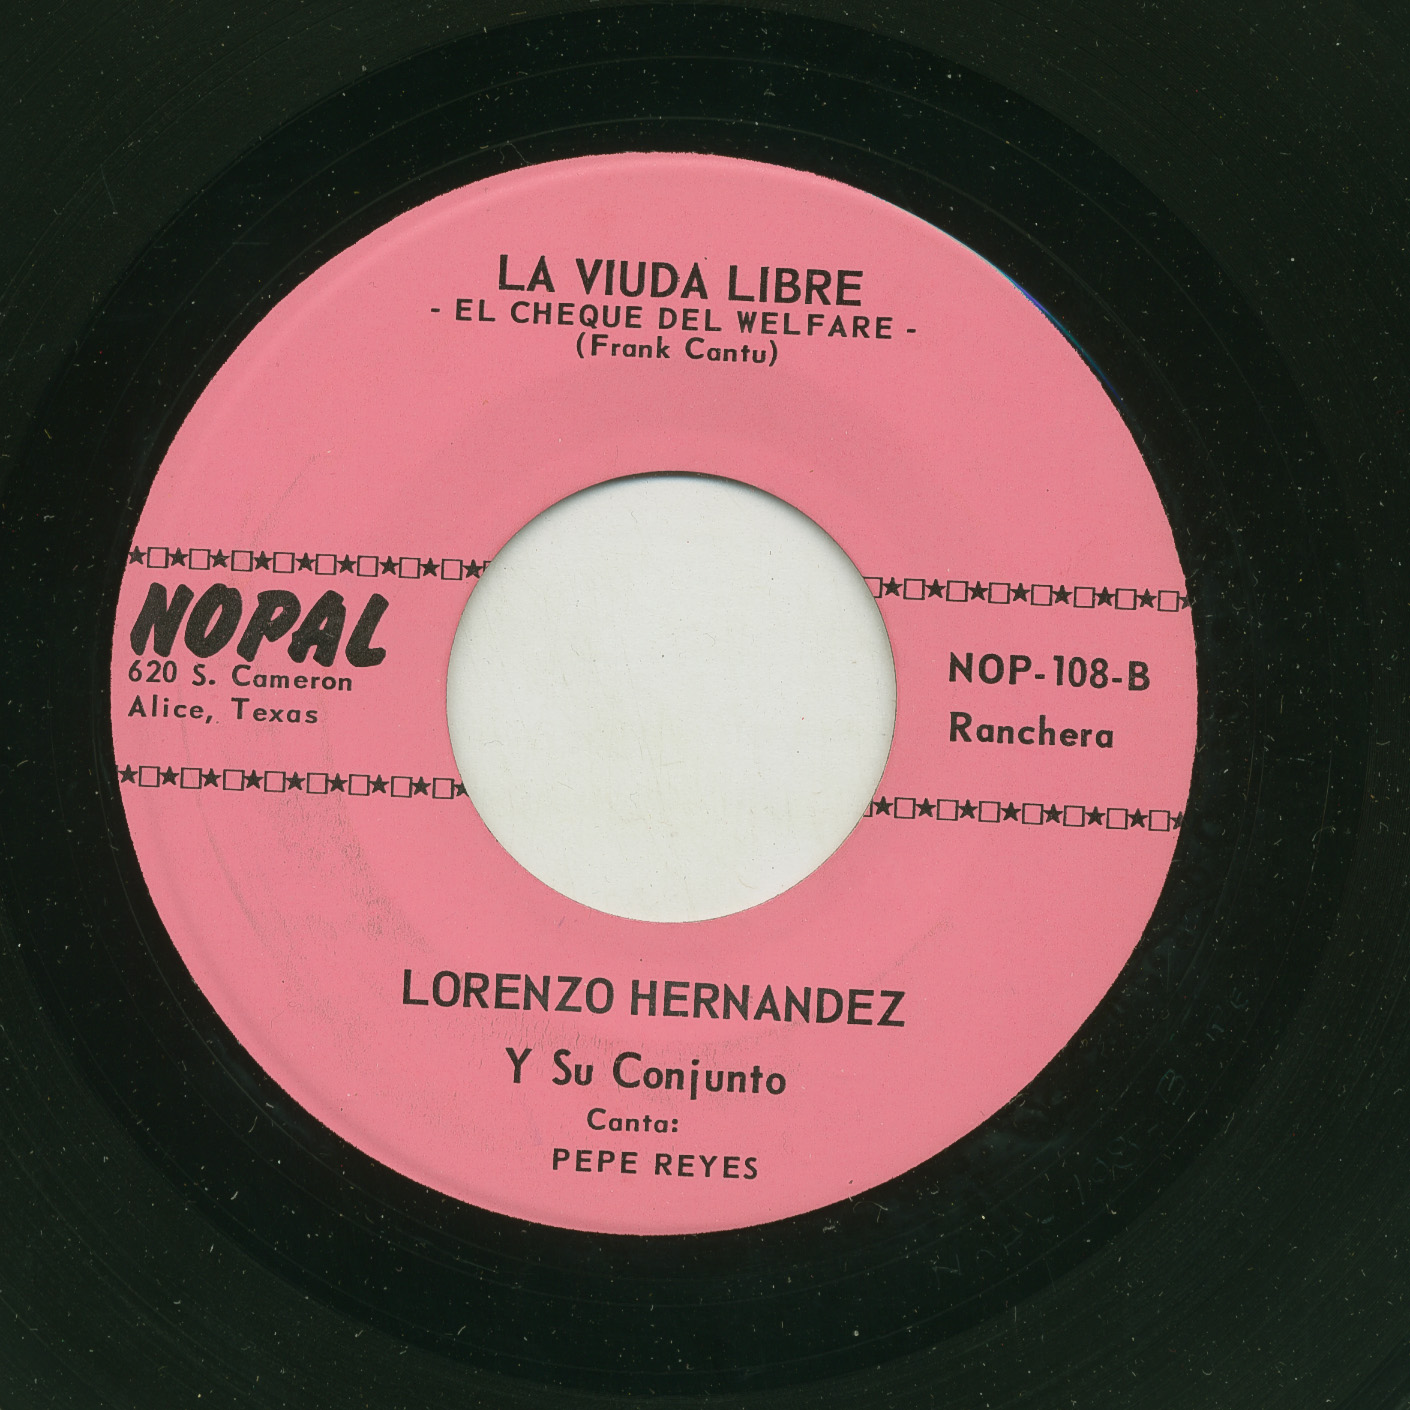 LA VIUDA LIBRE
- EL CHEQUE DEL WELFARE -
(Frank Cantu)
NOPAL
620 S. Cameron
Alice, Texas
NOP-108-B
Ranchera
LORENZO HERNANDEZ
Y Su Conjunto
Canta:
PEPE REYES